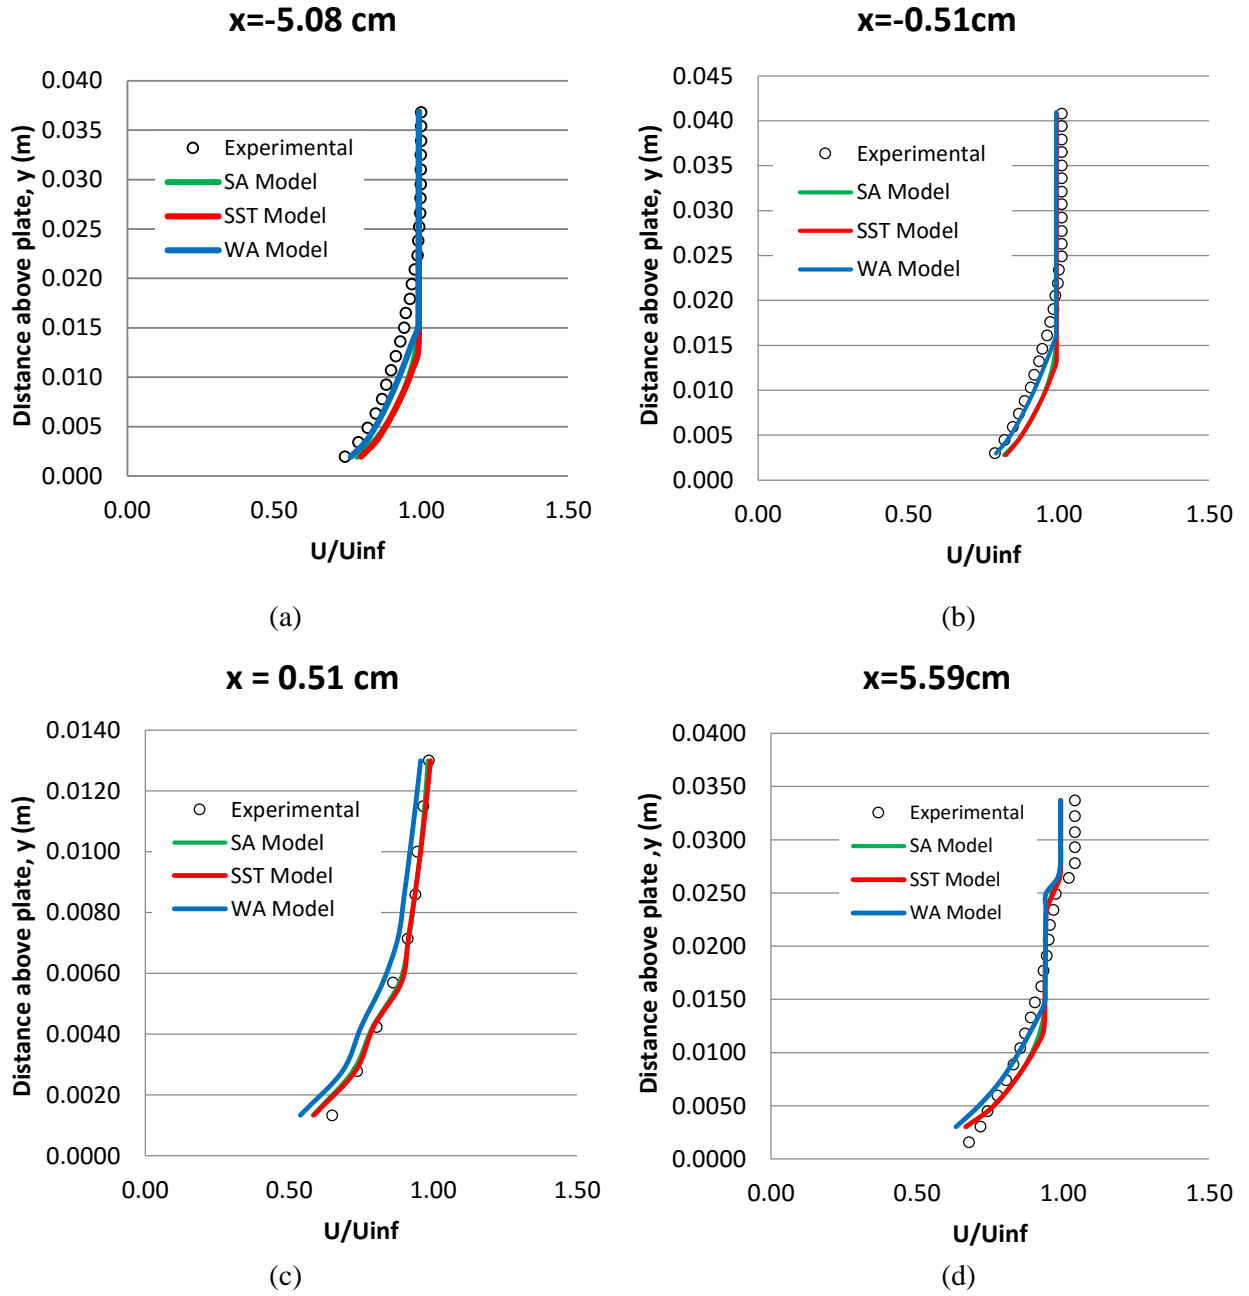 x=-5.08 cm
0.040
0.035
0.030
0.025
0.020
0.015
0.010
0.005
0.000
DIstance above plate, y (m)
Experimental
SA Model
SST Model
WA Model
0.00 0.50 1.00 1.50
U/Uinf
(a)
x=-0.51cm
0.045
0.040
0.035
0.030
0.025
0.020
0.015
0.010
0.005
0.000
Distance above plate, y (m)
Experimental
SA Model
SST Model
WA Model
0.00 0.50 1.00 1.50
U/Uinf
(b)
x = 0.51 cm
0.0140
0.0120
0.0100
0.0080
0.0060
0.0040
0.0020
0.0000
Distance above plate, y (m)
Experimental
SA Model
SST Model
WA Model
0.00 0.50 1.00 1.50
U/Uinf
(c)
x=5.59cm
0.0400
0.0350
0.0300
0.0250
0.0200
0.0150
0.0100
0.0050
0.0000
Distance above plate ,y (m)
Experimental
SA Model
SST Model
WA Model
0.00 0.50 1.00 1.50
U/Uinf
(d)